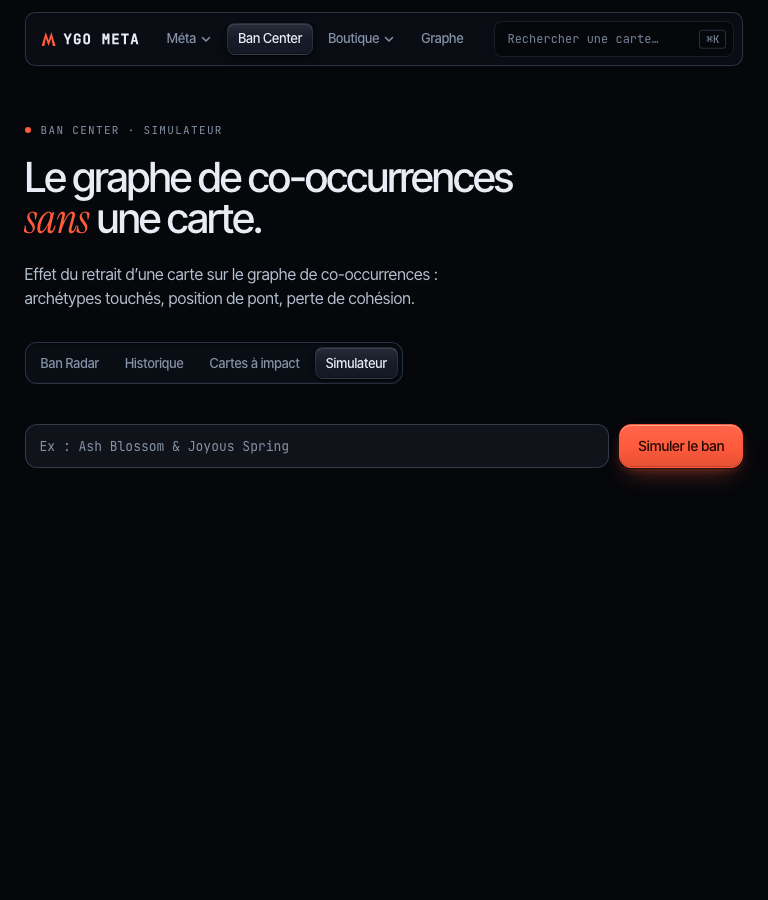 YGO META Méta Ban Center Boutique Graphe Rechercher une carte… ⌘K
BAN CENTER · SIMULATEUR
Le graphe de co-occurrences
sans une carte.
Effet du retrait d’une carte sur le graphe de co-occurrences :
archétypes touchés, position de pont, perte de cohésion.
Ban Radar Historique Cartes à impact Simulateur
Ex : Ash Blossom & Joyous Spring Simuler le ban